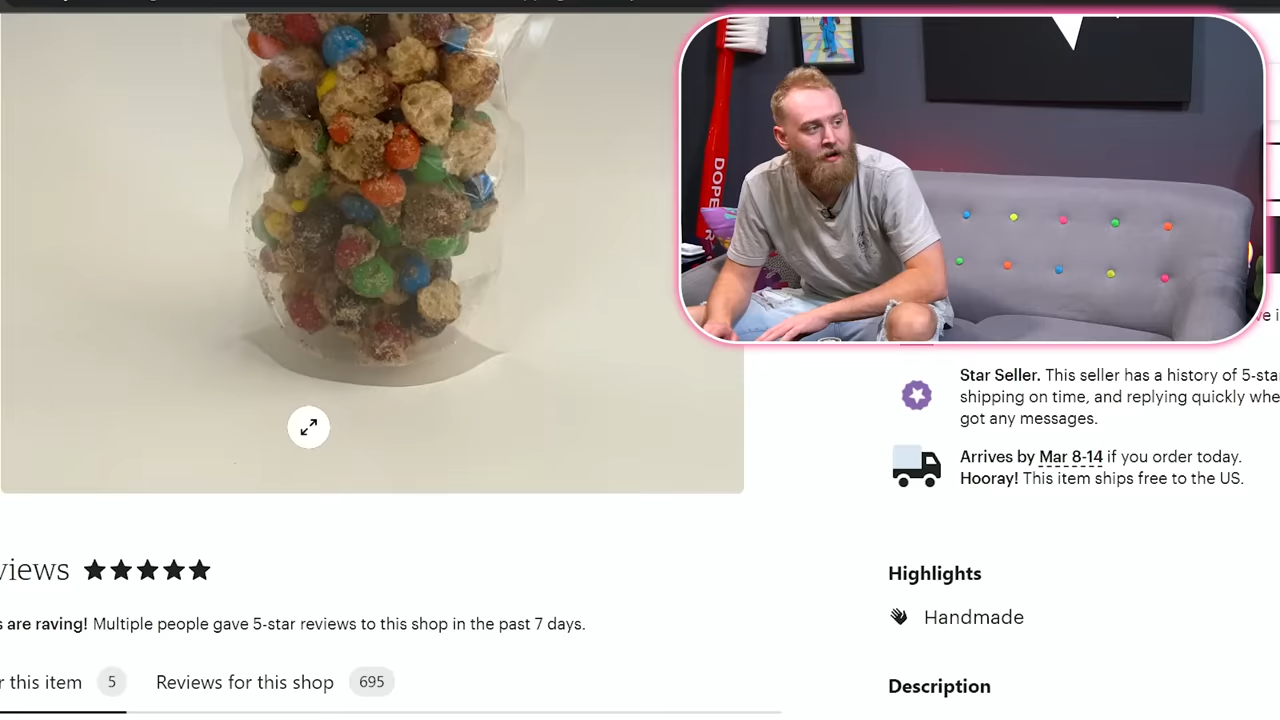 DOPE
Star Seller. This seller has a history of 5-sta
shipping on time, and replying quickly whe
got any messages.
Arrives by Mar 8-14 if you order today.
Hooray! This item ships free to the US.
views
s are raving! Multiple people gave 5-star reviews to this shop in the past 7 days.
r this item 5 Reviews for this shop 695
Highlights
Handmade
Description